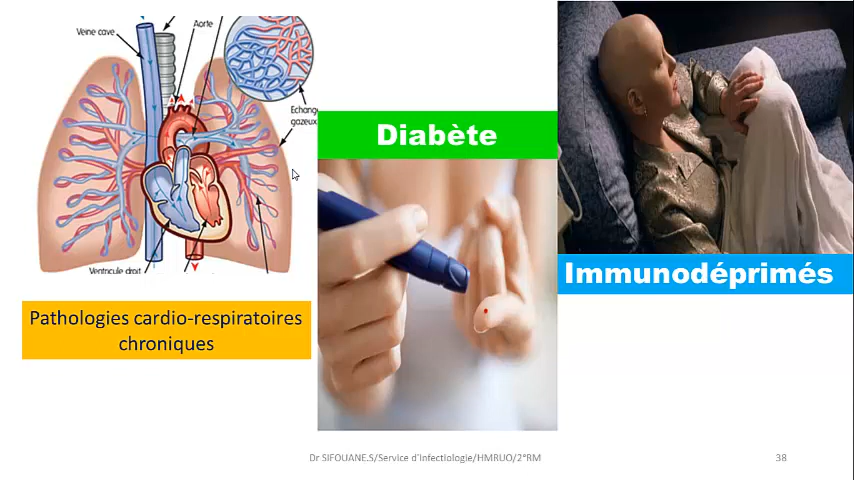 Veine cave
Aorte
Echang
gazeux
Ventricule droit
Pathologies cardio-respiratoires
chroniques
Diabète
Immunodéprimés
Dr SIFOUANE.S/Service d'infectiologie/HMRUO/2°RM
38